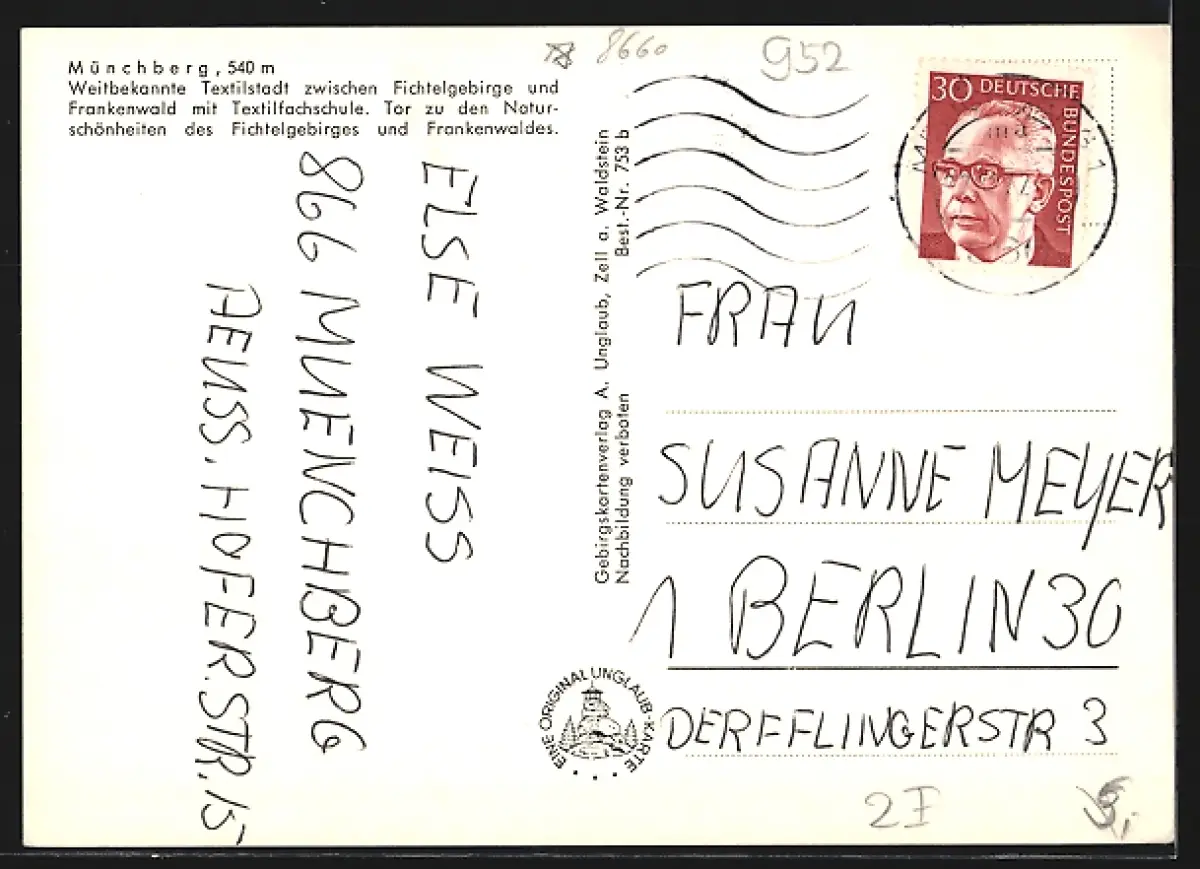 Münchberg, 540 m
Weitbekannte Textilstadt zwischen Fichtelgebirge und
Frankenwald mit Textilfachschule. Tor zu den Natur-
schönheiten des Fichtelgebirges und Frankenwaldes.
ELSE WEISS
866 MUENCHBERG
AEUSS. HOFER.STR. 15
Gebirgskartenverlag A. Unglaub, Zell a. Waldstein
Nachbildung verboten Best.-Nr. 753 b
8660
952
30 DEUTSCHE
BUNDESPOST
FRAU
SUSANNE MEYER
1 BERLIN 30
DERFFLINGERSTR 3
EINE ORIGINAL UNGLAUB-KARTE
2 I